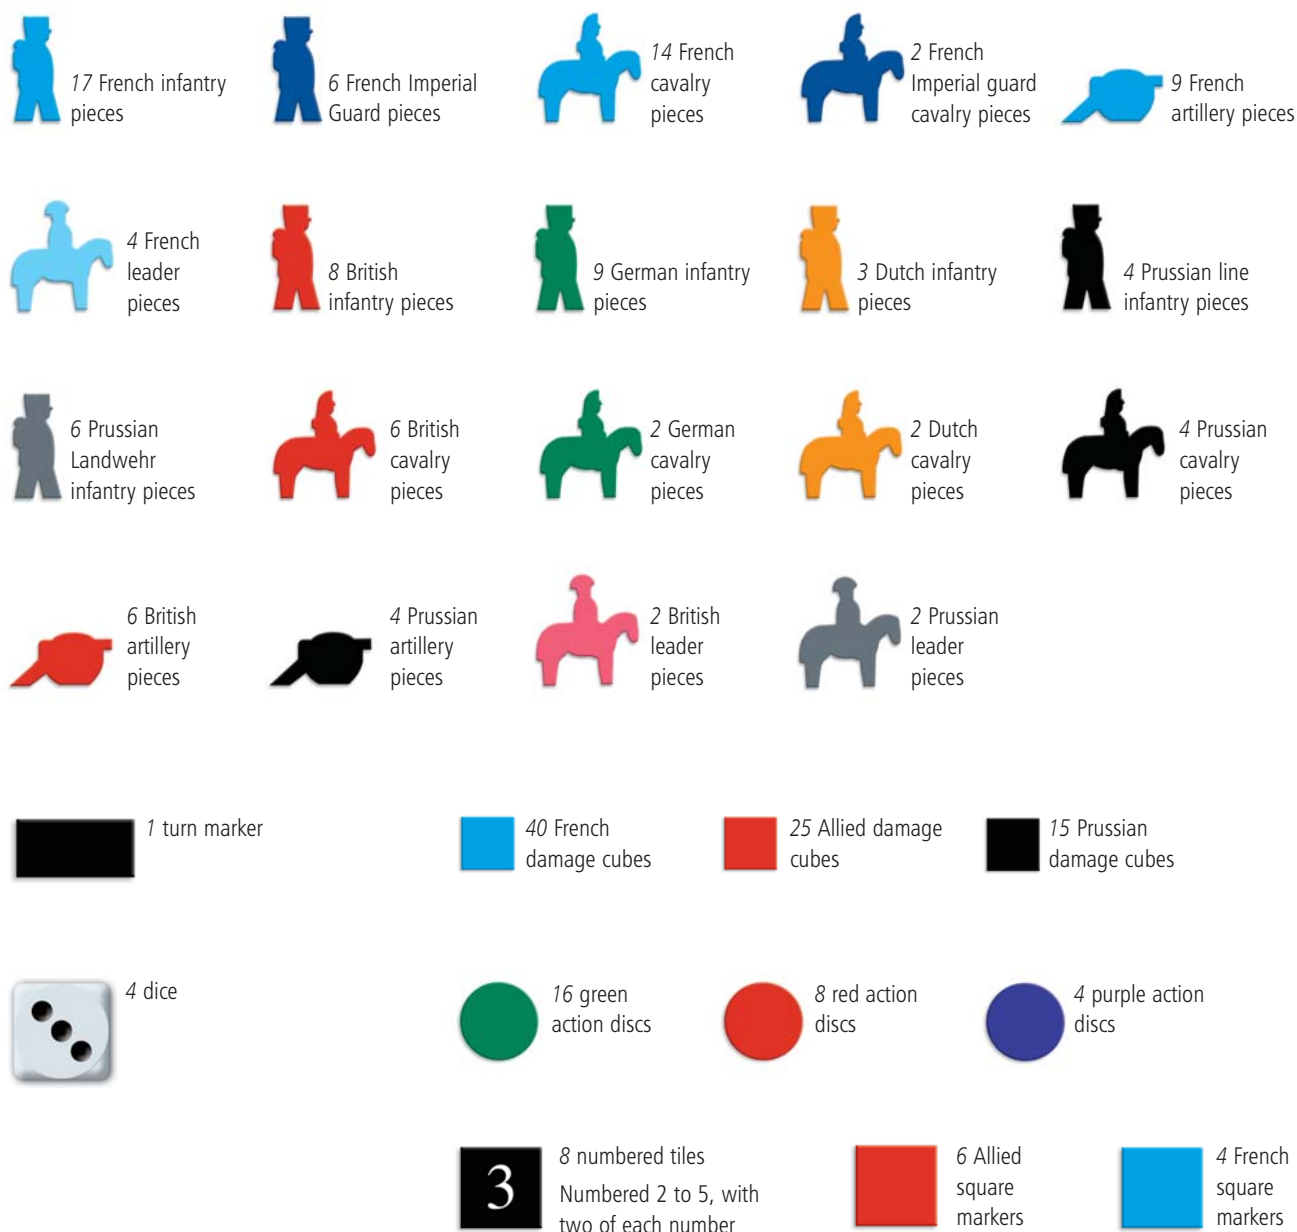 17 French infantry
pieces
6 French Imperial
Guard pieces
14 French
cavalry
pieces
2 French
Imperial guard
cavalry pieces
9 French
artillery pieces
4 French
leader
pieces
8 British
infantry pieces
9 German infantry
pieces
3 Dutch infantry
pieces
4 Prussian line
infantry pieces
6 Prussian
Landwehr
infantry pieces
6 British
cavalry
pieces
2 German
cavalry
pieces
2 Dutch
cavalry
pieces
4 Prussian
cavalry
pieces
6 British
artillery
pieces
4 Prussian
artillery
pieces
2 British
leader
pieces
2 Prussian
leader
pieces
1 turn marker
40 French
damage cubes
25 Allied damage
cubes
15 Prussian
damage cubes
4 dice
16 green
action discs
8 red action
discs
4 purple action
discs
3
8 numbered tiles
Numbered 2 to 5, with
two of each number
6 Allied
square
markers
4 French
square
markers